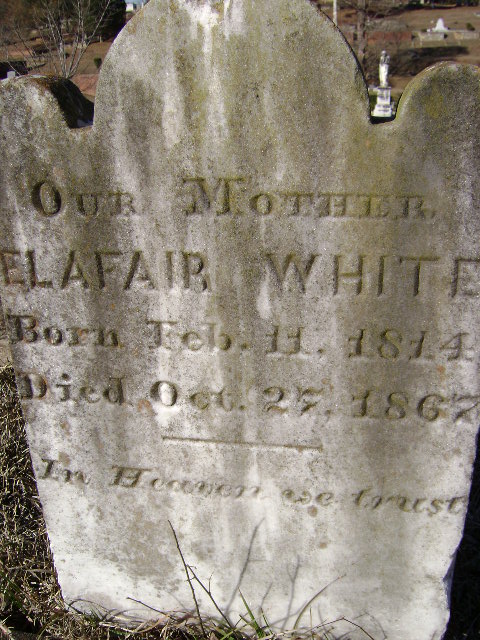 Our Mother.
ELAFAIR WHITE
Born Feb. 11. 1814
Died Oct. 27, 1867
In Heaven we trust